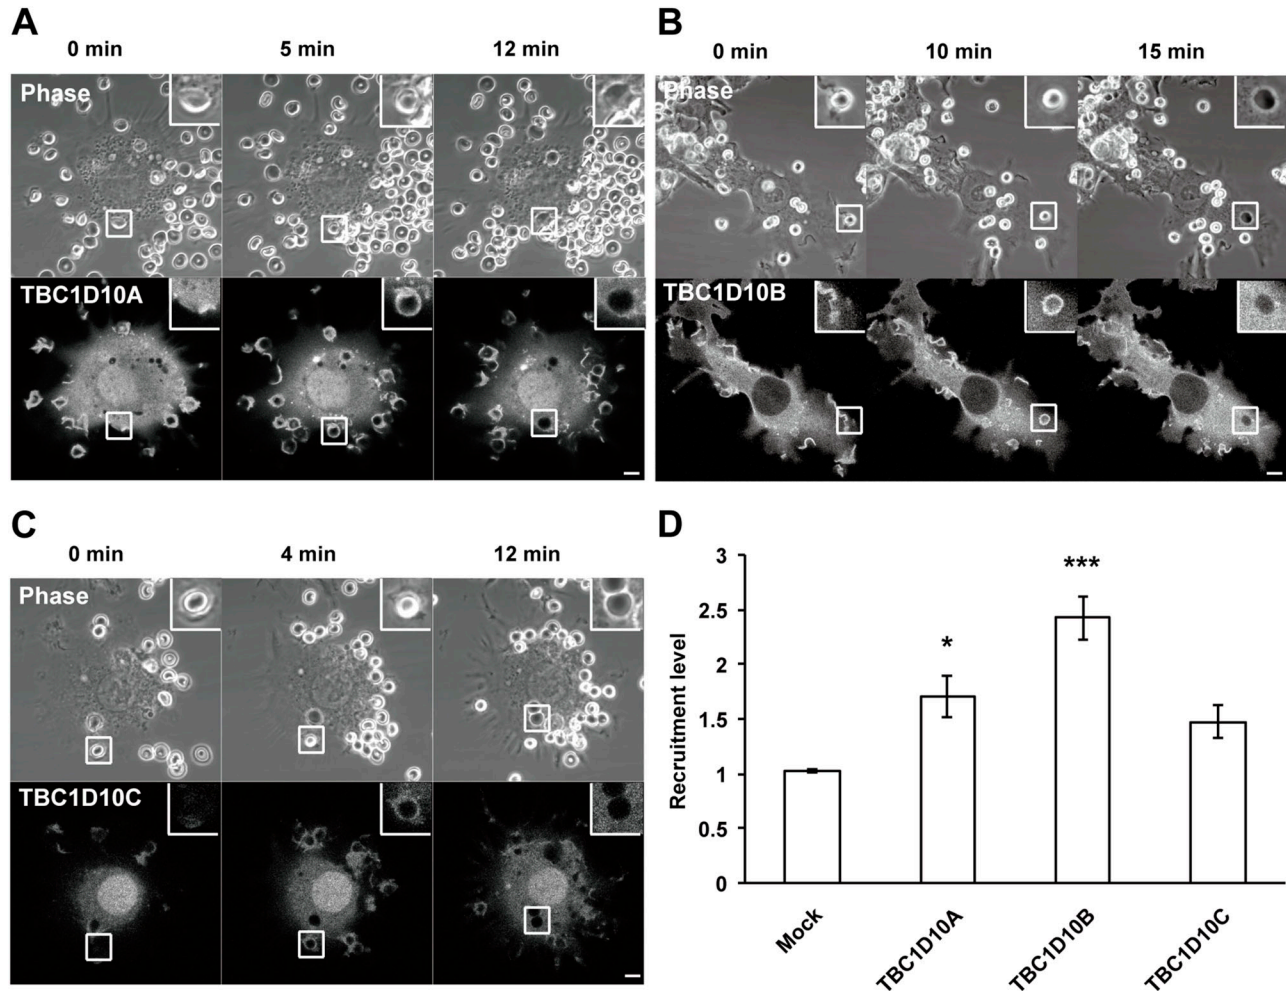 A
0 min 5 min 12 min
Phase
TBC1D10A
B
0 min 10 min 15 min
Phase
TBC1D10B
C
0 min 4 min 12 min
Phase
TBC1D10C
D
3
2.5
2
1.5
1
0.5
0
Recruitment level
*
***
Mock
TBC1D10A
TBC1D10B
TBC1D10C